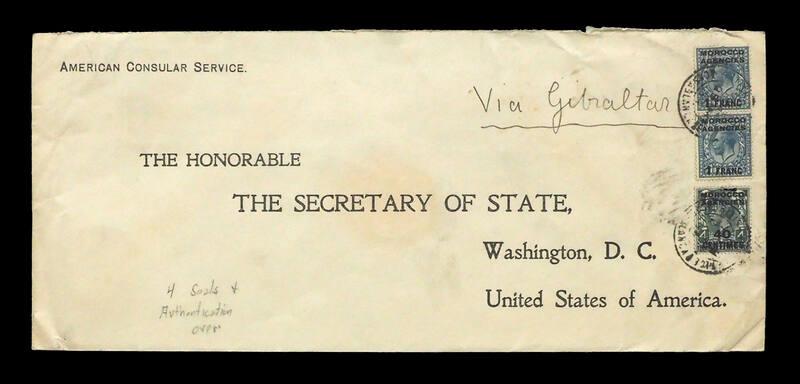 AMERICAN CONSULAR SERVICE.
MOROCCO
AGENCIES
1 FRANC
Via Gibraltar
MOROCCO
AGENCIES
1 FRANC
THE HONORABLE
THE SECRETARY OF STATE,
MOROCCO
AGENCIES
40
CENTIMES
Washington, D. C.
United States of America.
4 Seals &
Authentication
over